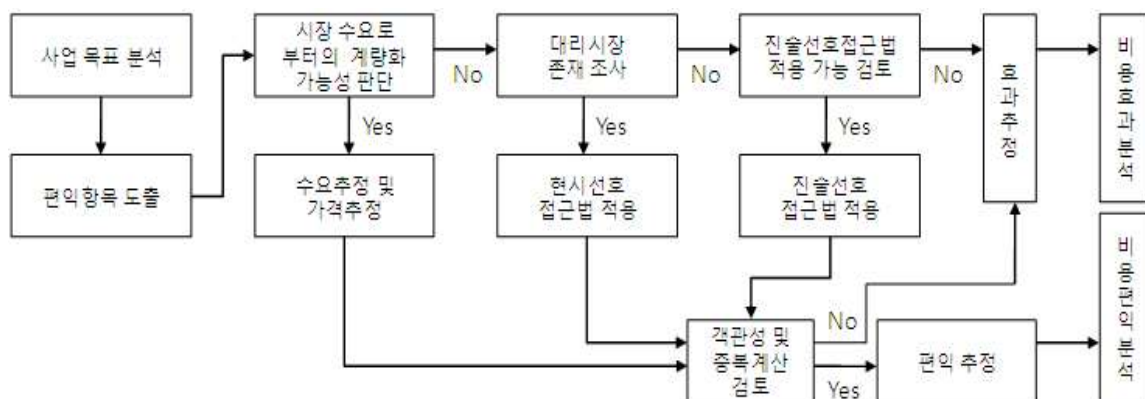 사업 목표 분석
편익항목 도출
시장 수요로
부터의 계량화
가능성 판단
No
Yes
수요추정 및
가격추정
대리시장
존재 조사
No
Yes
현시선호
접근법 적용
진술선호접근법
적용 가능 검토
No
Yes
진술선호
접근법 적용
효과추정
비용효과분석
객관성 및
중복계산
검토
No
Yes
편익 추정
비용편익분석